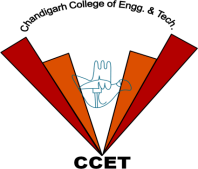 Chandigarh College of Engg. & Tech.
CCET